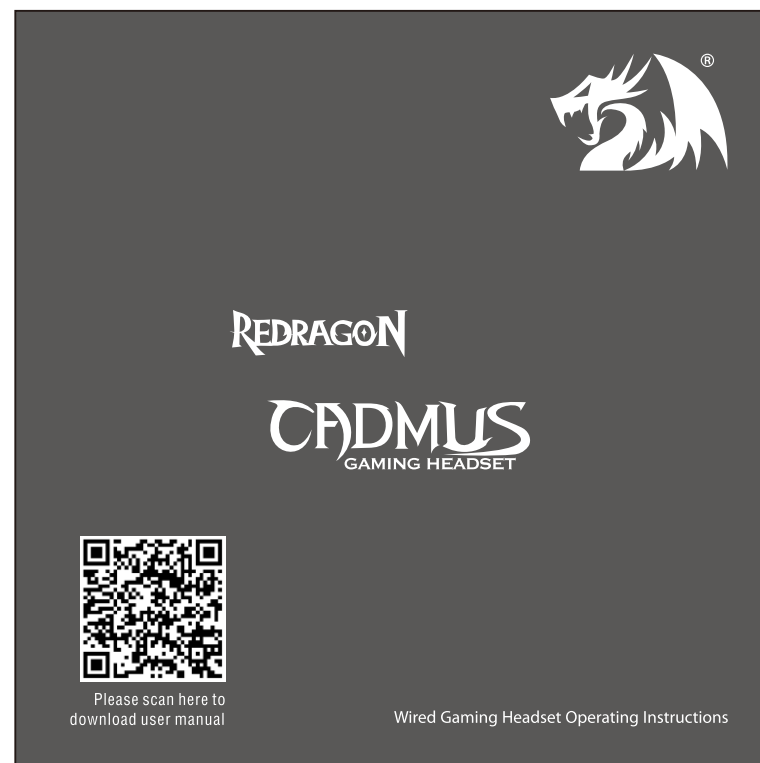 ®
REDRAGON
CADMUS
GAMING HEADSET
Please scan here to
download user manual
Wired Gaming Headset Operating Instructions